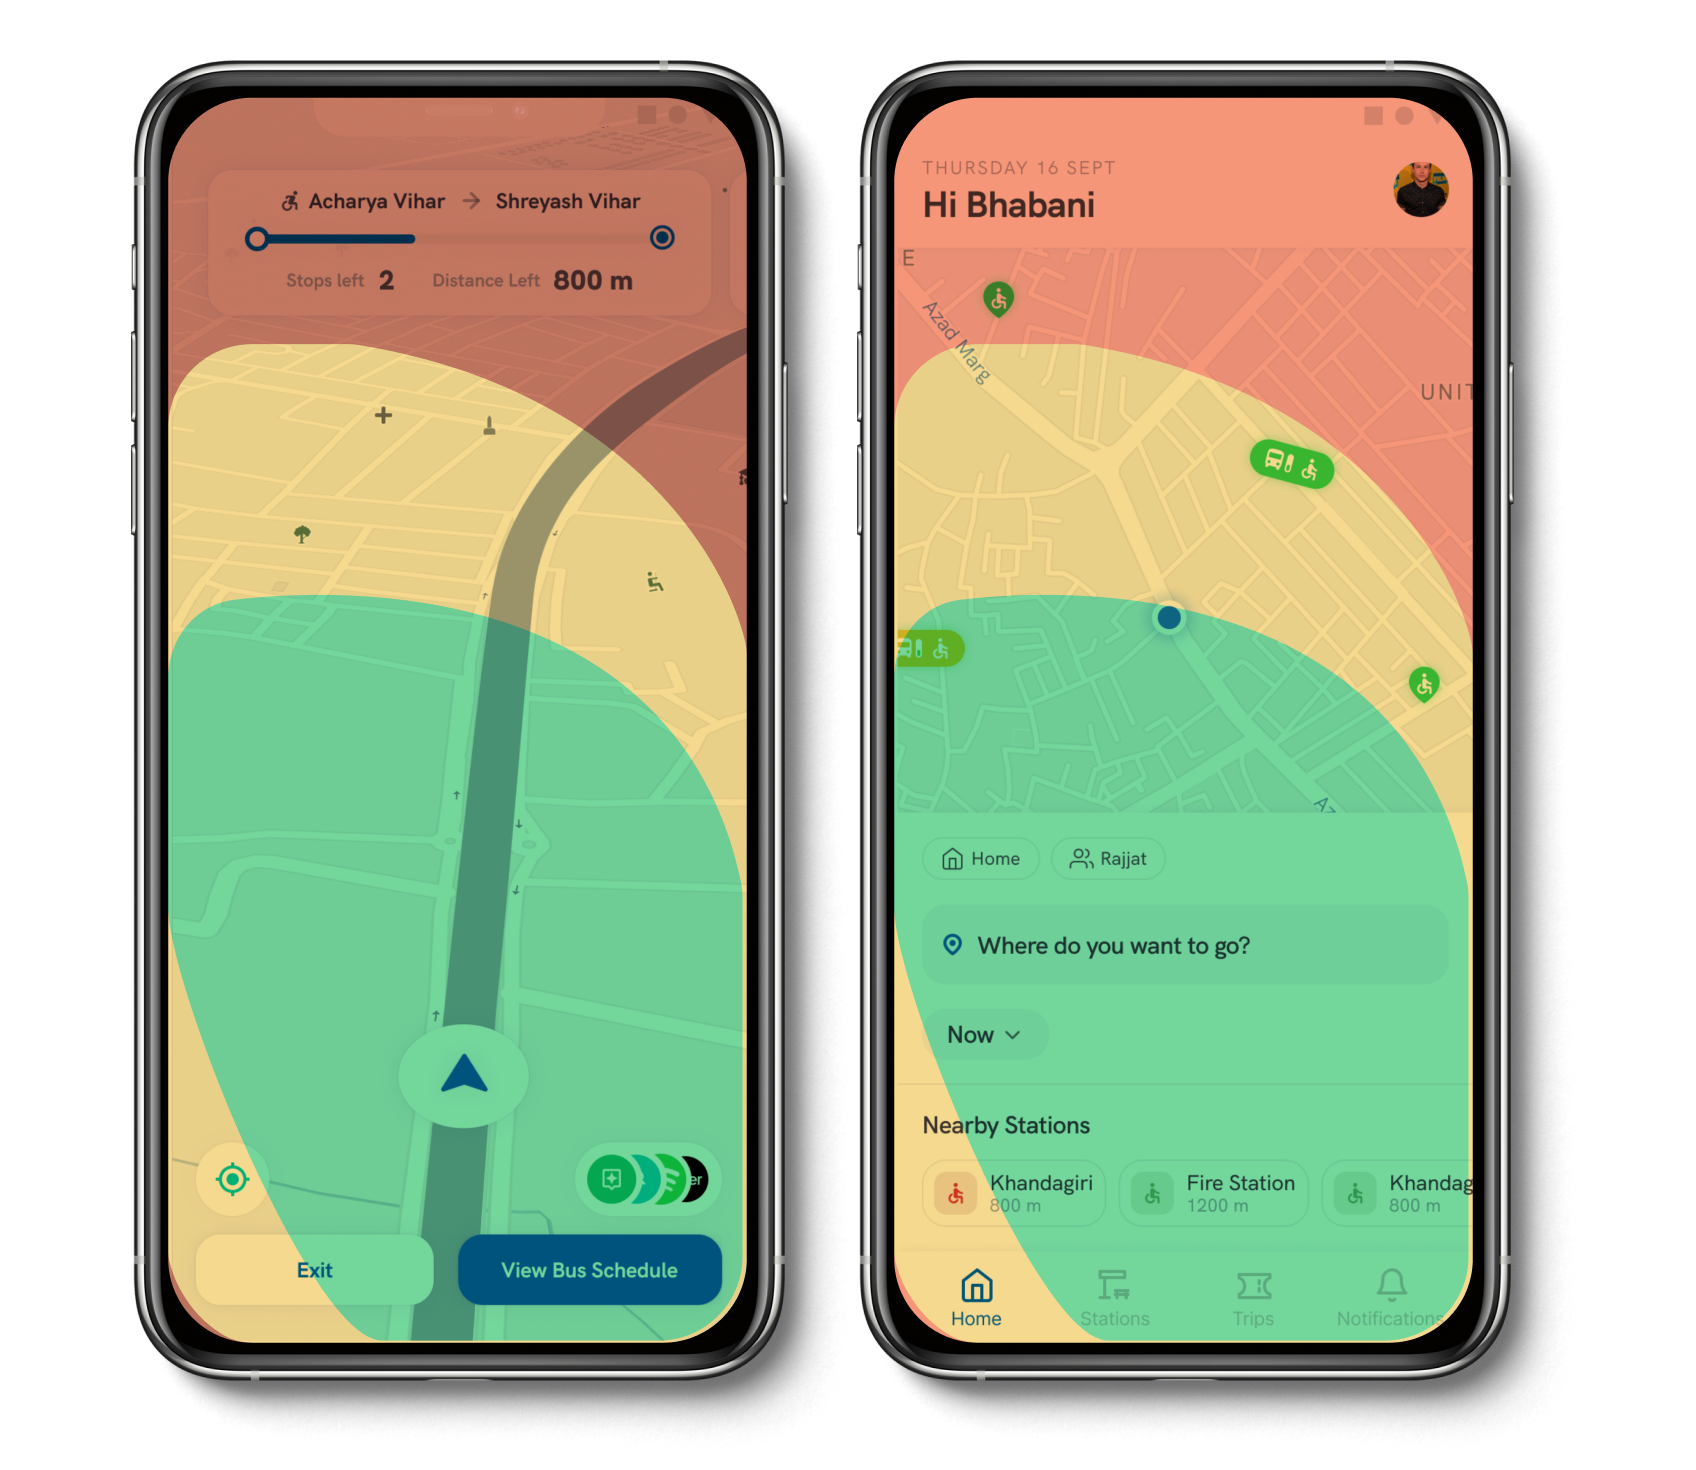 Acharya Vihar → Shreyash Vihar
Stops left 2 Distance Left 800 m
er
Exit
View Bus Schedule
THURSDAY 16 SEPT
Hi Bhabani
E
Azad Marg
UNIT
Az
Home
Rajjat
Where do you want to go?
Now
Nearby Stations
Khandagiri
800 m
Fire Station
1200 m
Khandag
800 m
Home
Stations
Trips
Notifications